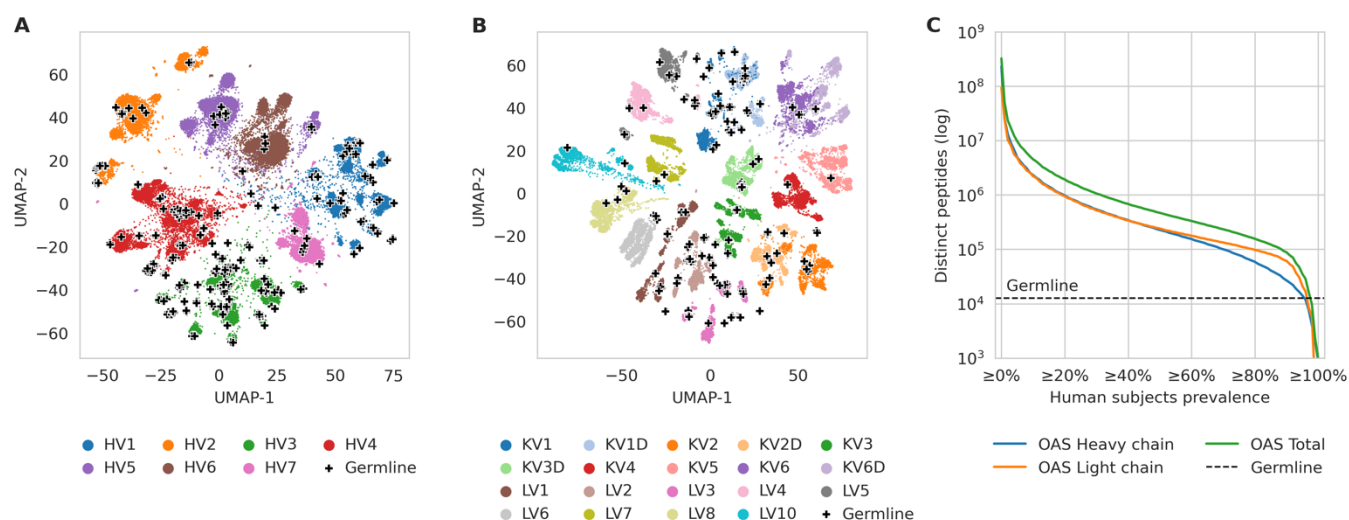 A
UMAP-2
60
40
20
0
−20
−40
−60
−50
−25
0
25
50
75
UMAP-1
HV1
HV2
HV3
HV4
HV5
HV6
HV7
Germline
B
UMAP-2
60
40
20
0
−20
−40
−60
−50
0
50
UMAP-1
KV1
KV1D
KV2
KV2D
KV3
KV3D
KV4
KV5
KV6
KV6D
LV1
LV2
LV3
LV4
LV5
LV6
LV7
LV8
LV10
Germline
C
Distinct peptides (log)
10⁹
10⁸
10⁷
10⁶
10⁵
10⁴
10³
Germline
≥0%
≥20%
≥40%
≥60%
≥80%
≥100%
Human subjects prevalence
OAS Heavy chain
OAS Total
OAS Light chain
Germline